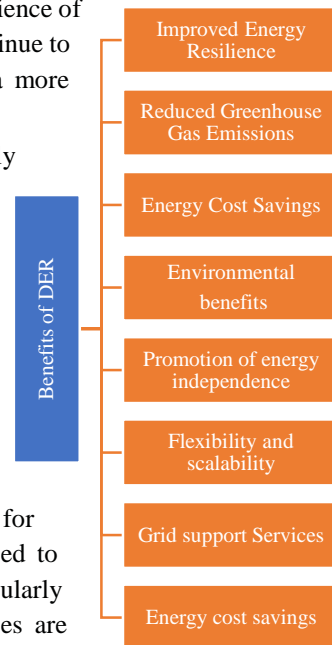 ience of
inue to
more
y
Benefits of DER
Improved Energy
Resilience
Reduced Greenhouse
Gas Emissions
Energy Cost Savings
Environmental
benefits
Promotion of energy
independence
Flexibility and
scalability
Grid support Services
Energy cost savings
for
ed to
ularly
es are